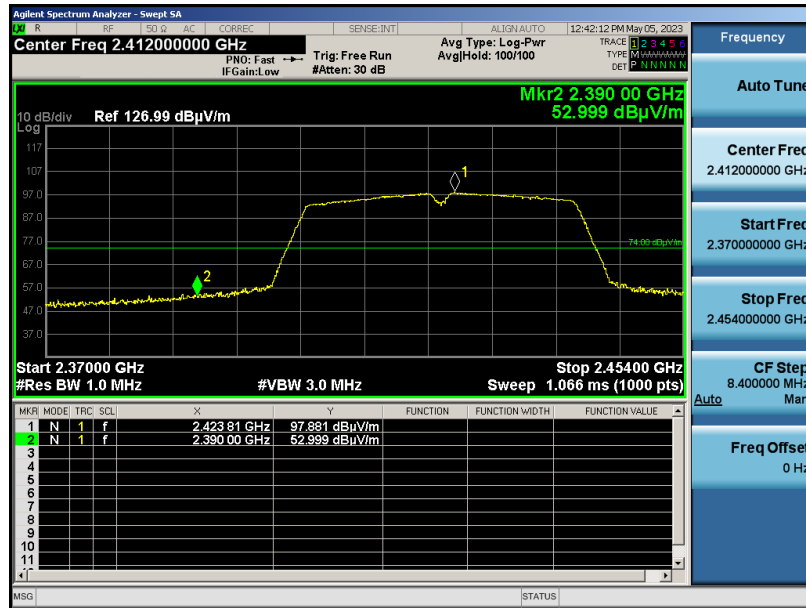 Agilent Spectrum Analyzer - Swept SA
LXI R RF 50 Ω AC CORREC SENSE:INT ALIGN AUTO 12:42:12 PM May 05, 2023
Center Freq 2.412000000 GHz
PNO: Fast
IFGain:Low
Trig: Free Run
#Atten: 30 dB
Avg Type: Log-Pwr
Avg|Hold: 100/100
TRACE 1 2 3 4 5 6
TYPE M WWWWW
DET P N N N N N
Mkr2 2.390 00 GHz
52.999 dBµV/m
10 dB/div Ref 126.99 dBµV/m
Log
117
107
97.0
87.0
77.0
67.0
57.0
47.0
37.0
1
2
74.00 dBµV/m
Start 2.37000 GHz Stop 2.45400 GHz
#Res BW 1.0 MHz #VBW 3.0 MHz Sweep 1.066 ms (1000 pts)
MKR MODE TRC SCL X Y FUNCTION FUNCTION WIDTH FUNCTION VALUE
1 N 1 f 2.423 81 GHz 97.881 dBµV/m
2 N 1 f 2.390 00 GHz 52.999 dBµV/m
3
4
5
6
7
8
9
10
11
MSG STATUS
Frequency
Auto Tune
Center Freq
2.412000000 GHz
Start Freq
2.370000000 GHz
Stop Freq
2.454000000 GHz
CF Step
8.400000 MHz
Auto Man
Freq Offset
0 Hz